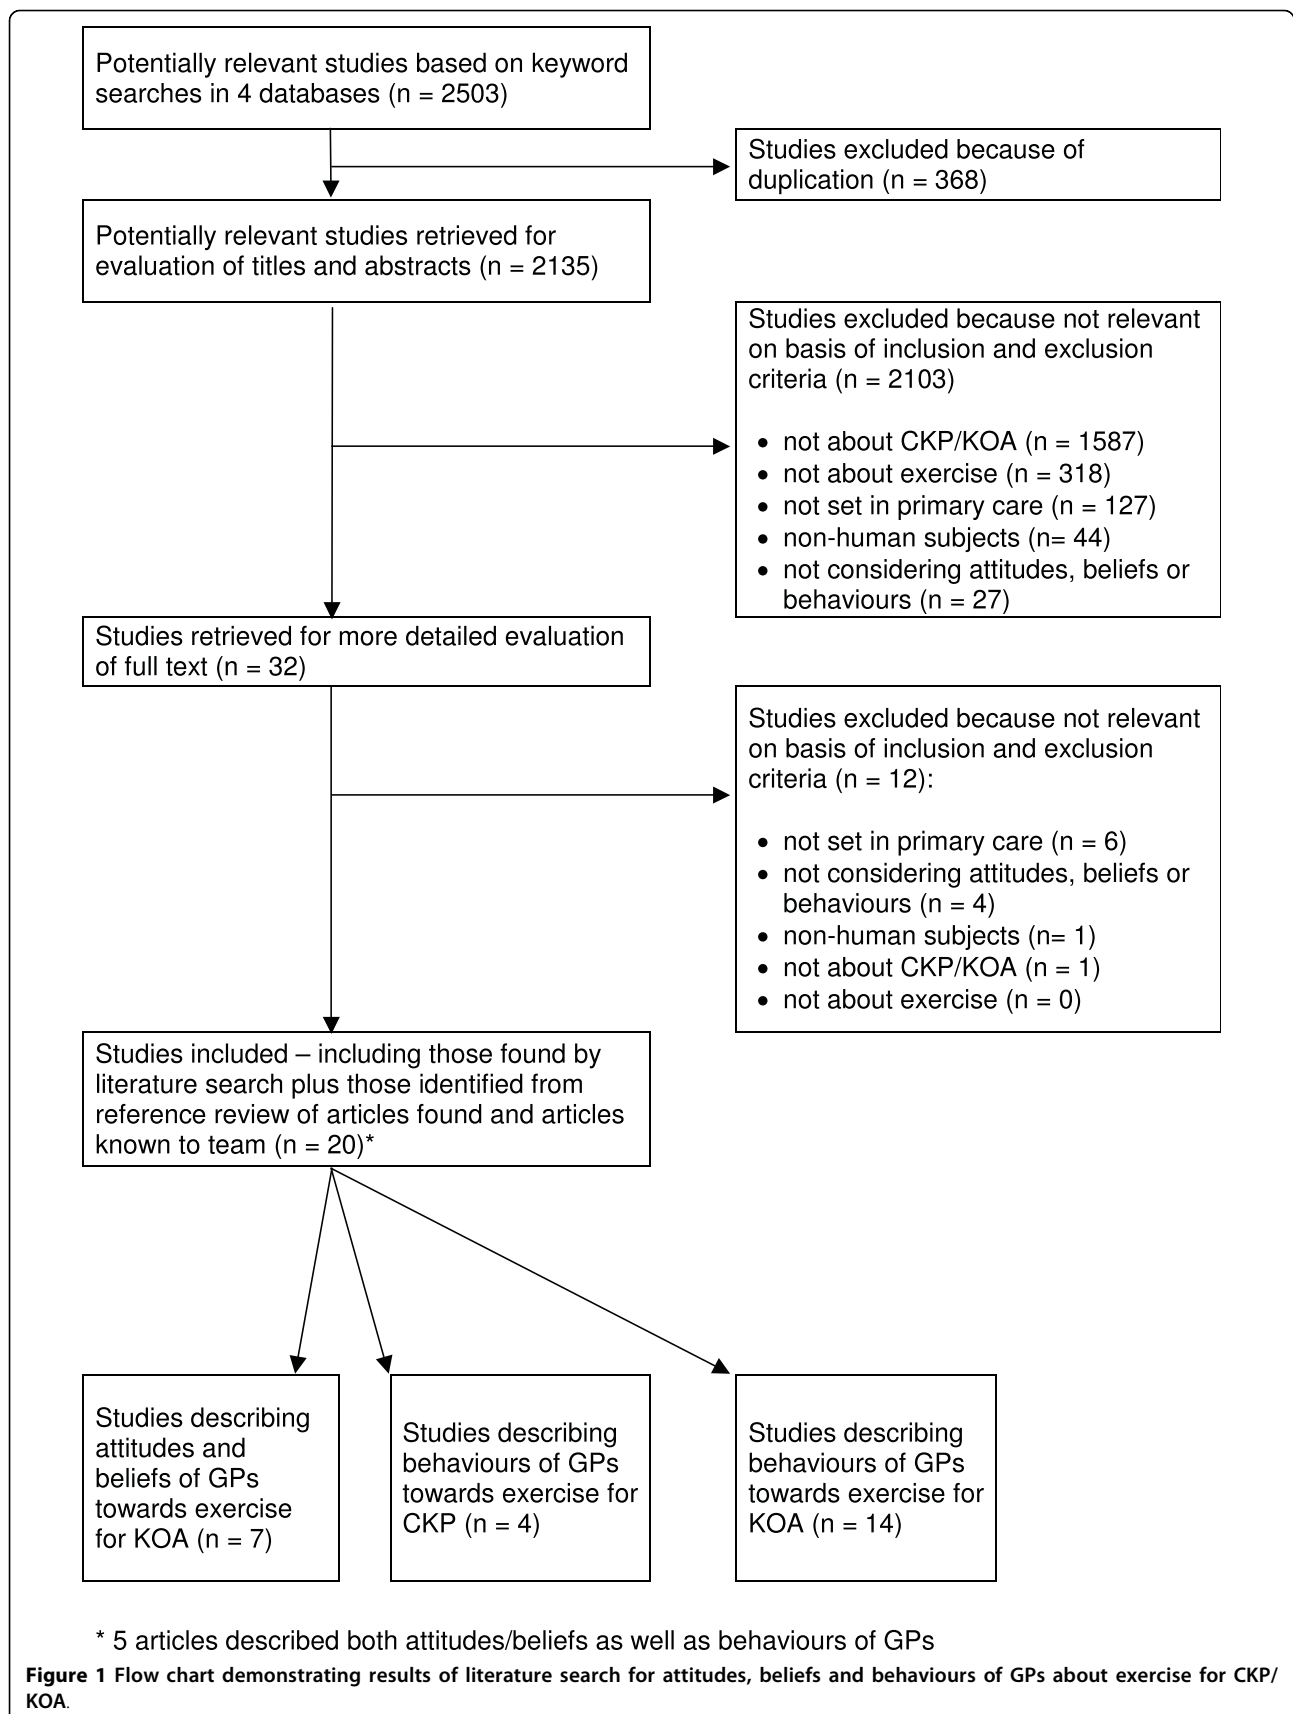 Potentially relevant studies based on keyword
searches in 4 databases (n = 2503)
Studies excluded because of
duplication (n = 368)
Potentially relevant studies retrieved for
evaluation of titles and abstracts (n = 2135)
Studies excluded because not relevant
on basis of inclusion and exclusion
criteria (n = 2103)
• not about CKP/KOA (n = 1587)
• not about exercise (n = 318)
• not set in primary care (n = 127)
• non-human subjects (n= 44)
• not considering attitudes, beliefs or
behaviours (n = 27)
Studies retrieved for more detailed evaluation
of full text (n = 32)
Studies excluded because not relevant
on basis of inclusion and exclusion
criteria (n = 12):
• not set in primary care (n = 6)
• not considering attitudes, beliefs or
behaviours (n = 4)
• non-human subjects (n= 1)
• not about CKP/KOA (n = 1)
• not about exercise (n = 0)
Studies included – including those found by
literature search plus those identified from
reference review of articles found and articles
known to team (n = 20)*
Studies describing
attitudes and
beliefs of GPs
towards exercise
for KOA (n = 7)
Studies describing
behaviours of GPs
towards exercise for
CKP (n = 4)
Studies describing
behaviours of GPs
towards exercise for
KOA (n = 14)
* 5 articles described both attitudes/beliefs as well as behaviours of GPs
Figure 1 Flow chart demonstrating results of literature search for attitudes, beliefs and behaviours of GPs about exercise for CKP/
KOA.